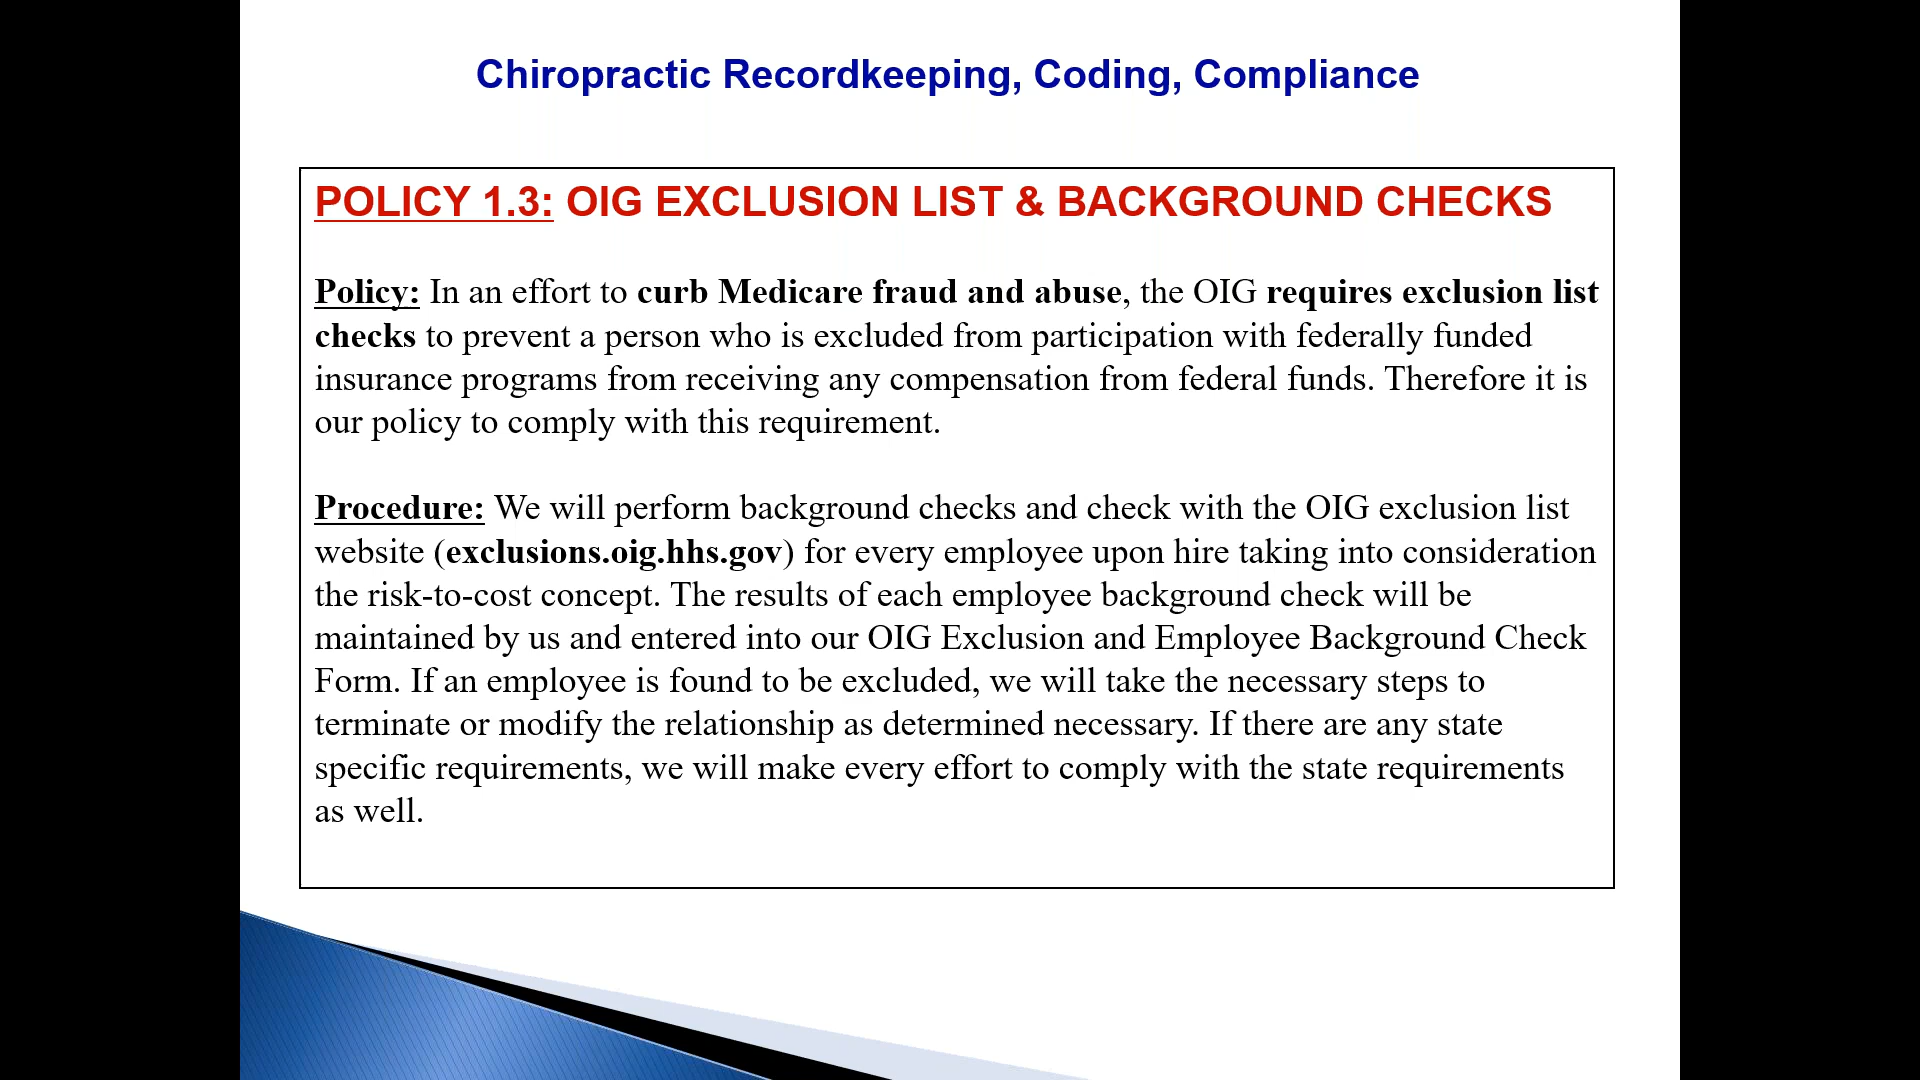 Chiropractic Recordkeeping, Coding, Compliance
POLICY 1.3: OIG EXCLUSION LIST & BACKGROUND CHECKS
Policy: In an effort to curb Medicare fraud and abuse, the OIG requires exclusion list
checks to prevent a person who is excluded from participation with federally funded
insurance programs from receiving any compensation from federal funds. Therefore it is
our policy to comply with this requirement.
Procedure: We will perform background checks and check with the OIG exclusion list
website (exclusions.oig.hhs.gov) for every employee upon hire taking into consideration
the risk-to-cost concept. The results of each employee background check will be
maintained by us and entered into our OIG Exclusion and Employee Background Check
Form. If an employee is found to be excluded, we will take the necessary steps to
terminate or modify the relationship as determined necessary. If there are any state
specific requirements, we will make every effort to comply with the state requirements
as well.